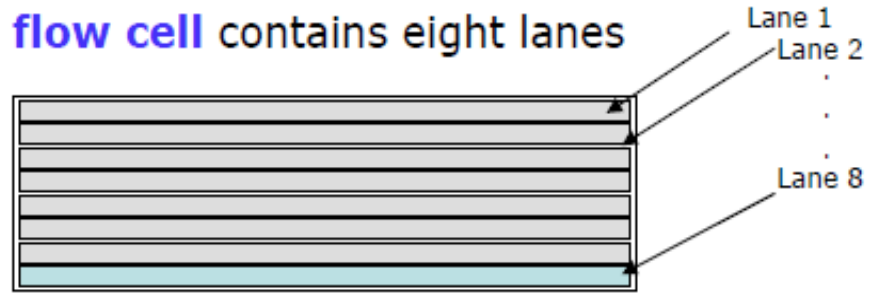 flow cell contains eight lanes
Lane 1
Lane 2
.
.
.
Lane 8